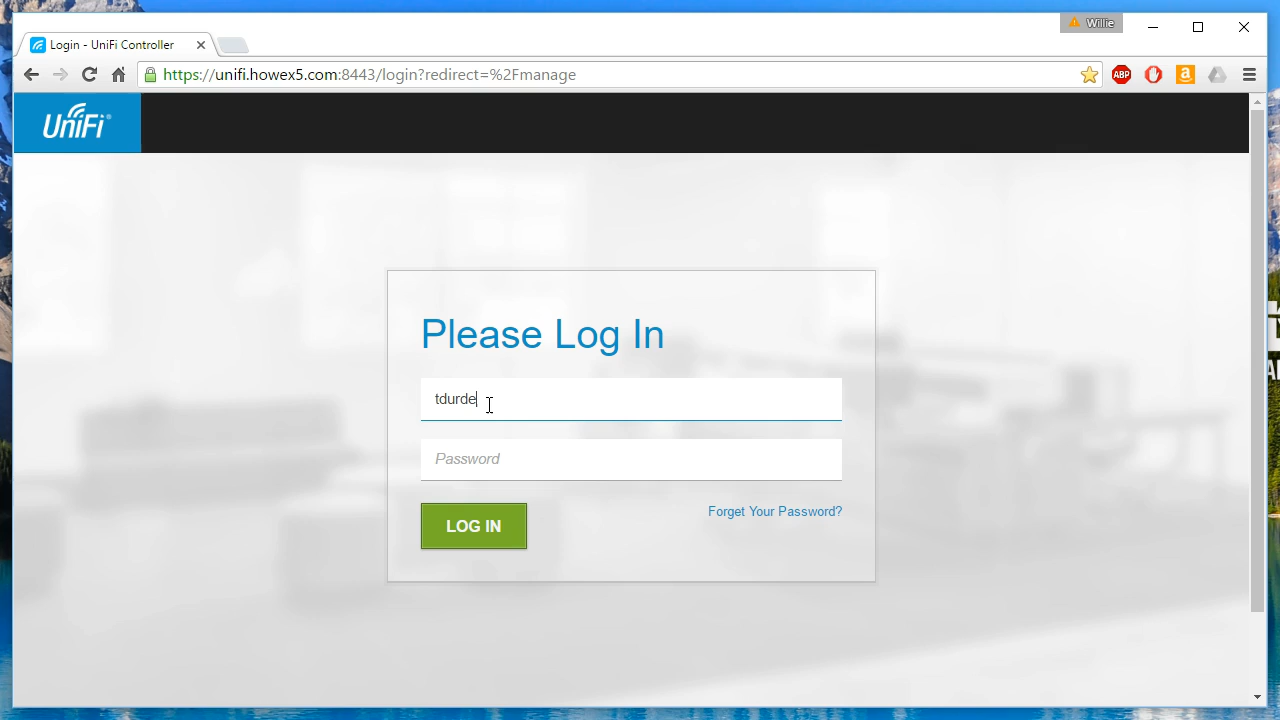 Willie
Login - UniFi Controller
https://unifi.howex5.com:8443/login?redirect=%2Fmanage
ABP
a
UniFi
Please Log In
tdurde
Password
LOG IN
Forget Your Password?